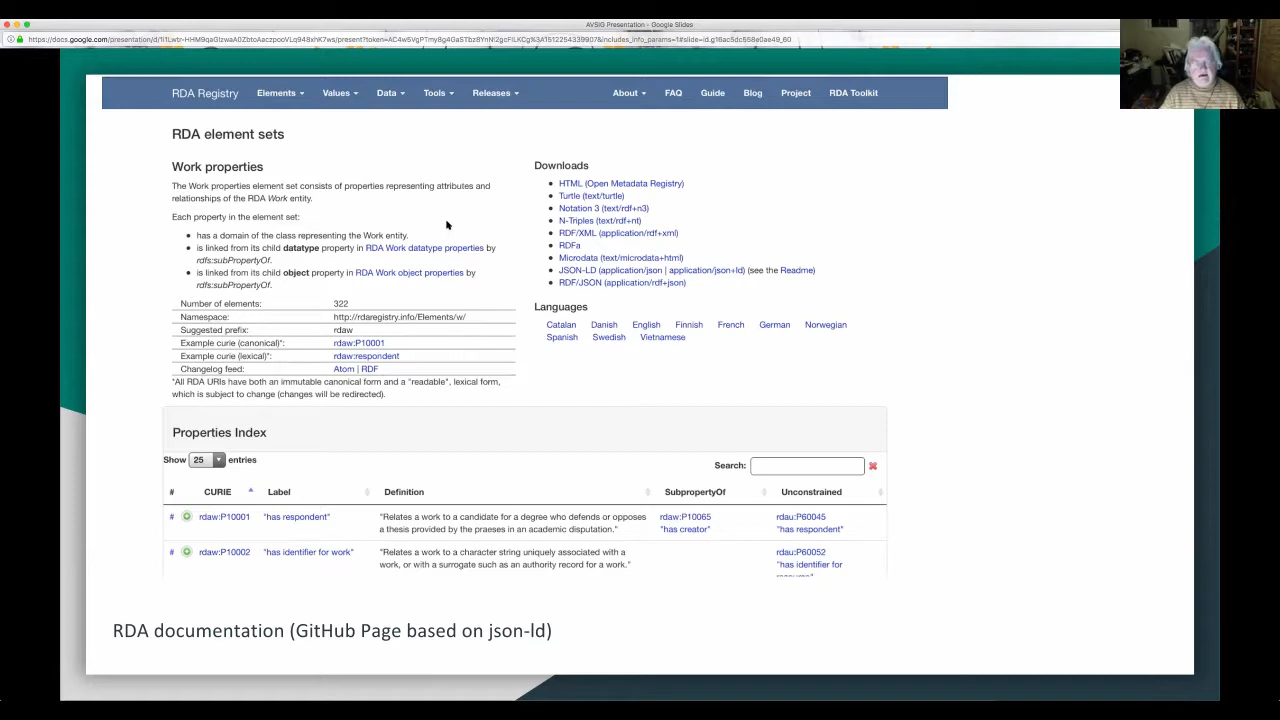 AVSIG Presentation - Google Slides
RDA Registry Elements Values Data Tools Releases About FAQ Guide Blog Project RDA Toolkit
RDA element sets
Work properties
The Work properties element set consists of properties representing attributes and
relationships of the RDA Work entity.
Each property in the element set:
has a domain of the class representing the Work entity.
is linked from its child datatype property in RDA Work datatype properties by
rdfs:subPropertyOf.
is linked from its child object property in RDA Work object properties by
rdfs:subPropertyOf.
Number of elements: 322
Namespace: http://rdaregistry.info/Elements/w/
Suggested prefix: rdaw
Example curie (canonical)*: rdaw:P10001
Example curie (lexical)*: rdaw:respondent
Changelog feed: Atom | RDF
*All RDA URIs have both an immutable canonical form and a "readable", lexical form,
which is subject to change (changes will be redirected).
Downloads
HTML (Open Metadata Registry)
Turtle (text/turtle)
Notation 3 (text/rdf+n3)
N-Triples (text/rdf+nt)
RDF/XML (application/rdf+xml)
RDFa
Microdata (text/microdata+html)
JSON-LD (application/json | application/json+ld) (see the Readme)
RDF/JSON (application/rdf+json)
Languages
Catalan Danish English Finnish French German Norwegian
Spanish Swedish Vietnamese
Properties Index
Show 25 entries
Search:
# CURIE Label Definition SubpropertyOf Unconstrained
# rdaw:P10001 "has respondent" "Relates a work to a candidate for a degree who defends or opposes rdaw:P10065 rdau:P60045
a thesis provided by the praeses in an academic disputation." "has creator" "has respondent"
# rdaw:P10002 "has identifier for work" "Relates a work to a character string uniquely associated with a rdau:P60052
work, or with a surrogate such as an authority record for a work." "has identifier for
RDA documentation (GitHub Page based on json-ld)